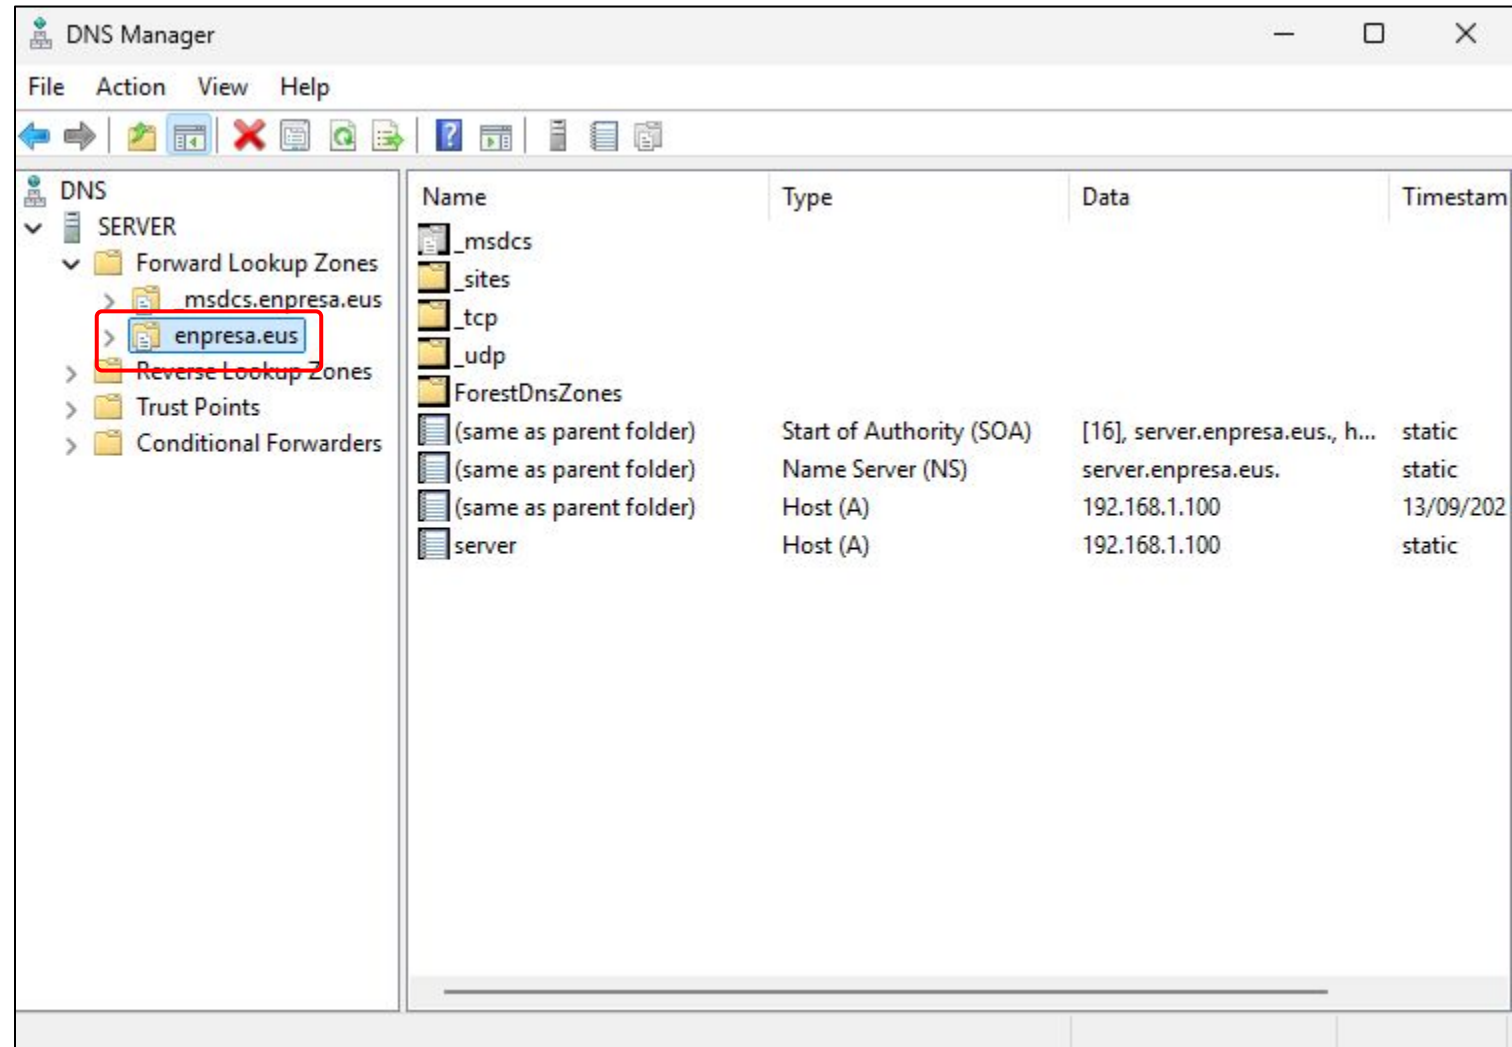 DNS Manager
File Action View Help
DNS
SERVER
Forward Lookup Zones
_msdcs.enpresa.eus
enpresa.eus
Reverse Lookup Zones
Trust Points
Conditional Forwarders
Name Type Data Timestam
_msdcs
_sites
_tcp
_udp
ForestDnsZones
(same as parent folder) Start of Authority (SOA) [16], server.enpresa.eus., h... static
(same as parent folder) Name Server (NS) server.enpresa.eus. static
(same as parent folder) Host (A) 192.168.1.100 13/09/202
server Host (A) 192.168.1.100 static